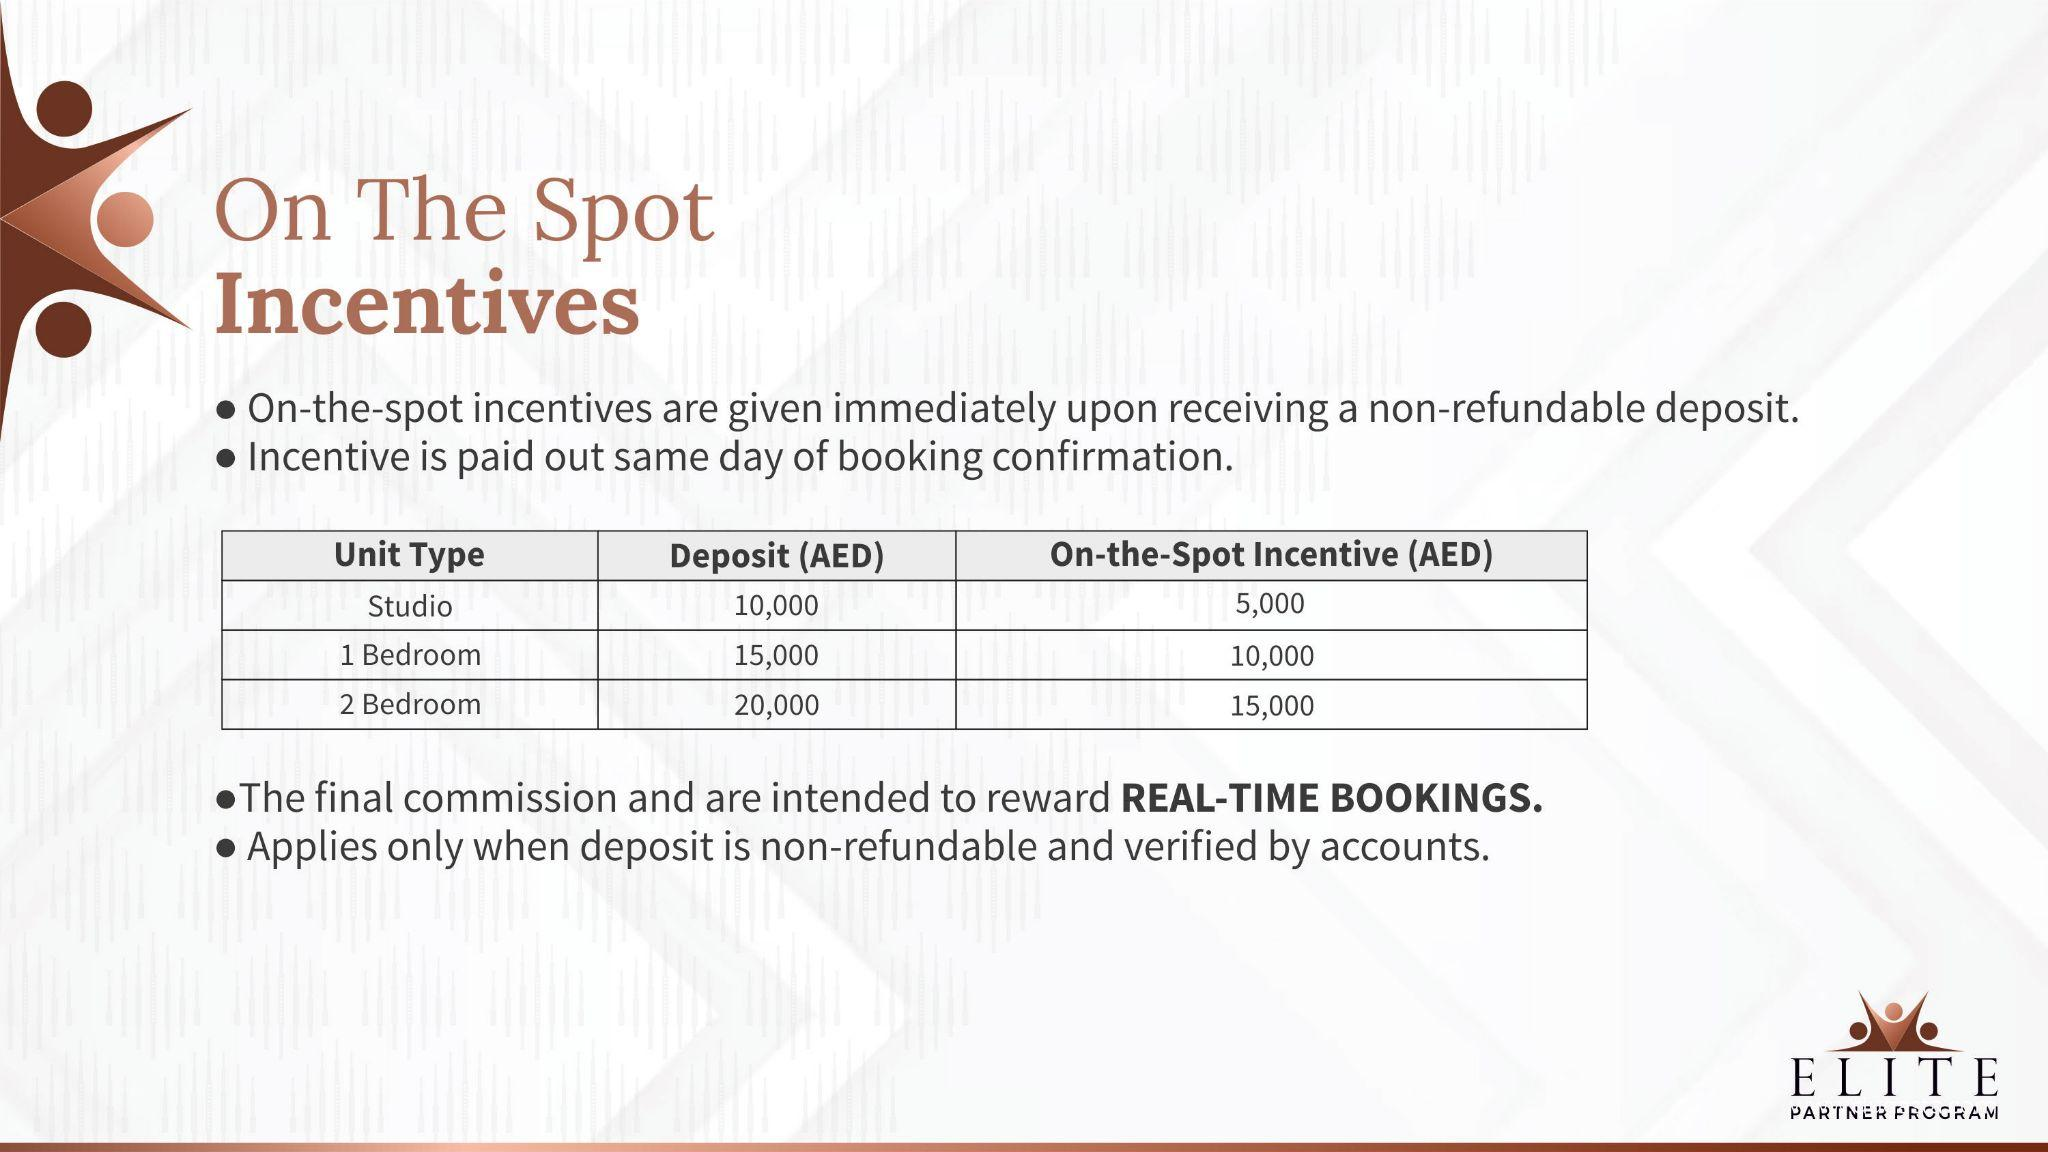 On The Spot
Incentives
● On-the-spot incentives are given immediately upon receiving a non-refundable deposit.
● Incentive is paid out same day of booking confirmation.
Unit Type Deposit (AED) On-the-Spot Incentive (AED)
Studio 10,000 5,000
1 Bedroom 15,000 10,000
2 Bedroom 20,000 15,000
●The final commission and are intended to reward REAL-TIME BOOKINGS.
● Applies only when deposit is non-refundable and verified by accounts.
ELITE
PARTNER PROGRAM